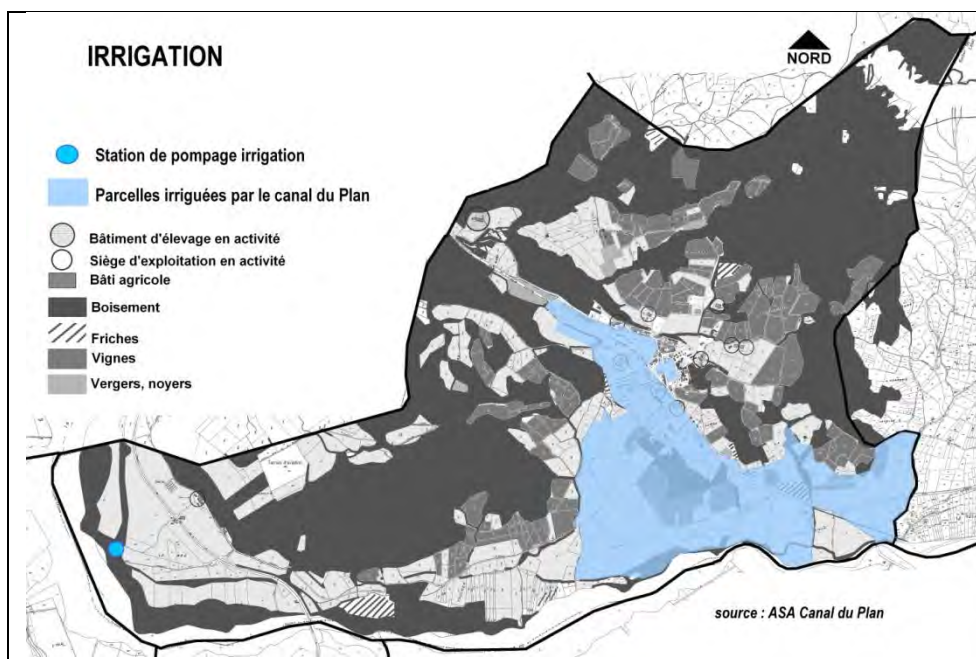 IRRIGATION
NORD
Station de pompage irrigation
Parcelles irriguées par le canal du Plan
Bâtiment d'élevage en activité
Siège d'exploitation en activité
Bâti agricole
Boisement
Friches
Vignes
Vergers, noyers
source : ASA Canal du Plan